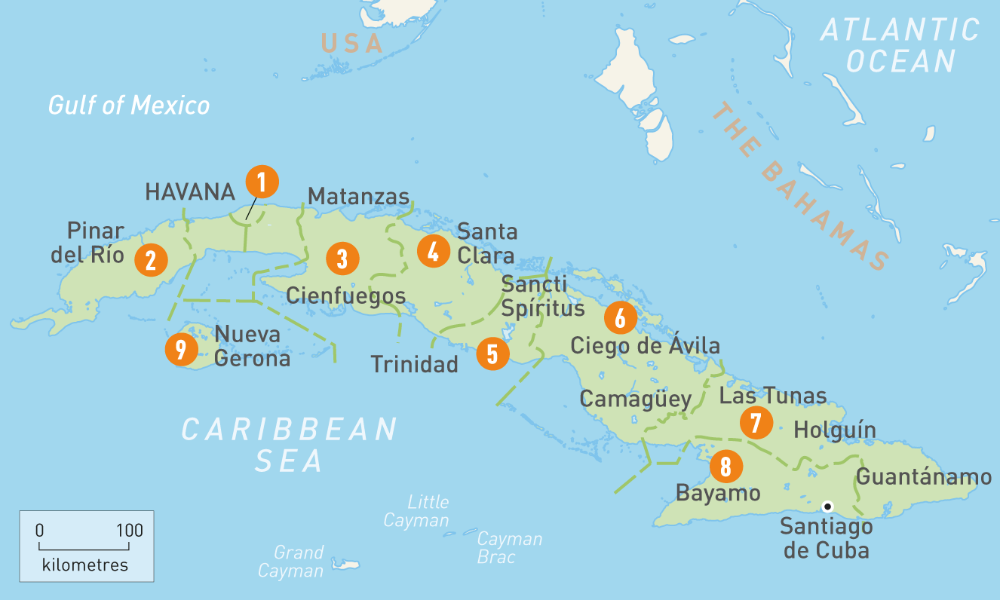 USA
ATLANTIC
OCEAN
Gulf of Mexico
THE BAHAMAS
1
HAVANA
Matanzas
Pinar
del Río
2
3
4
Santa
Clara
Cienfuegos
Sancti
Spíritus
6
Ciego de Ávila
9
Nueva
Gerona
Trinidad
5
Camagüey
Las Tunas
7
Holguín
CARIBBEAN
SEA
8
Bayamo
Guantánamo
Santiago
de Cuba
Little
Cayman
Cayman
Brac
Grand
Cayman
0 100
kilometres